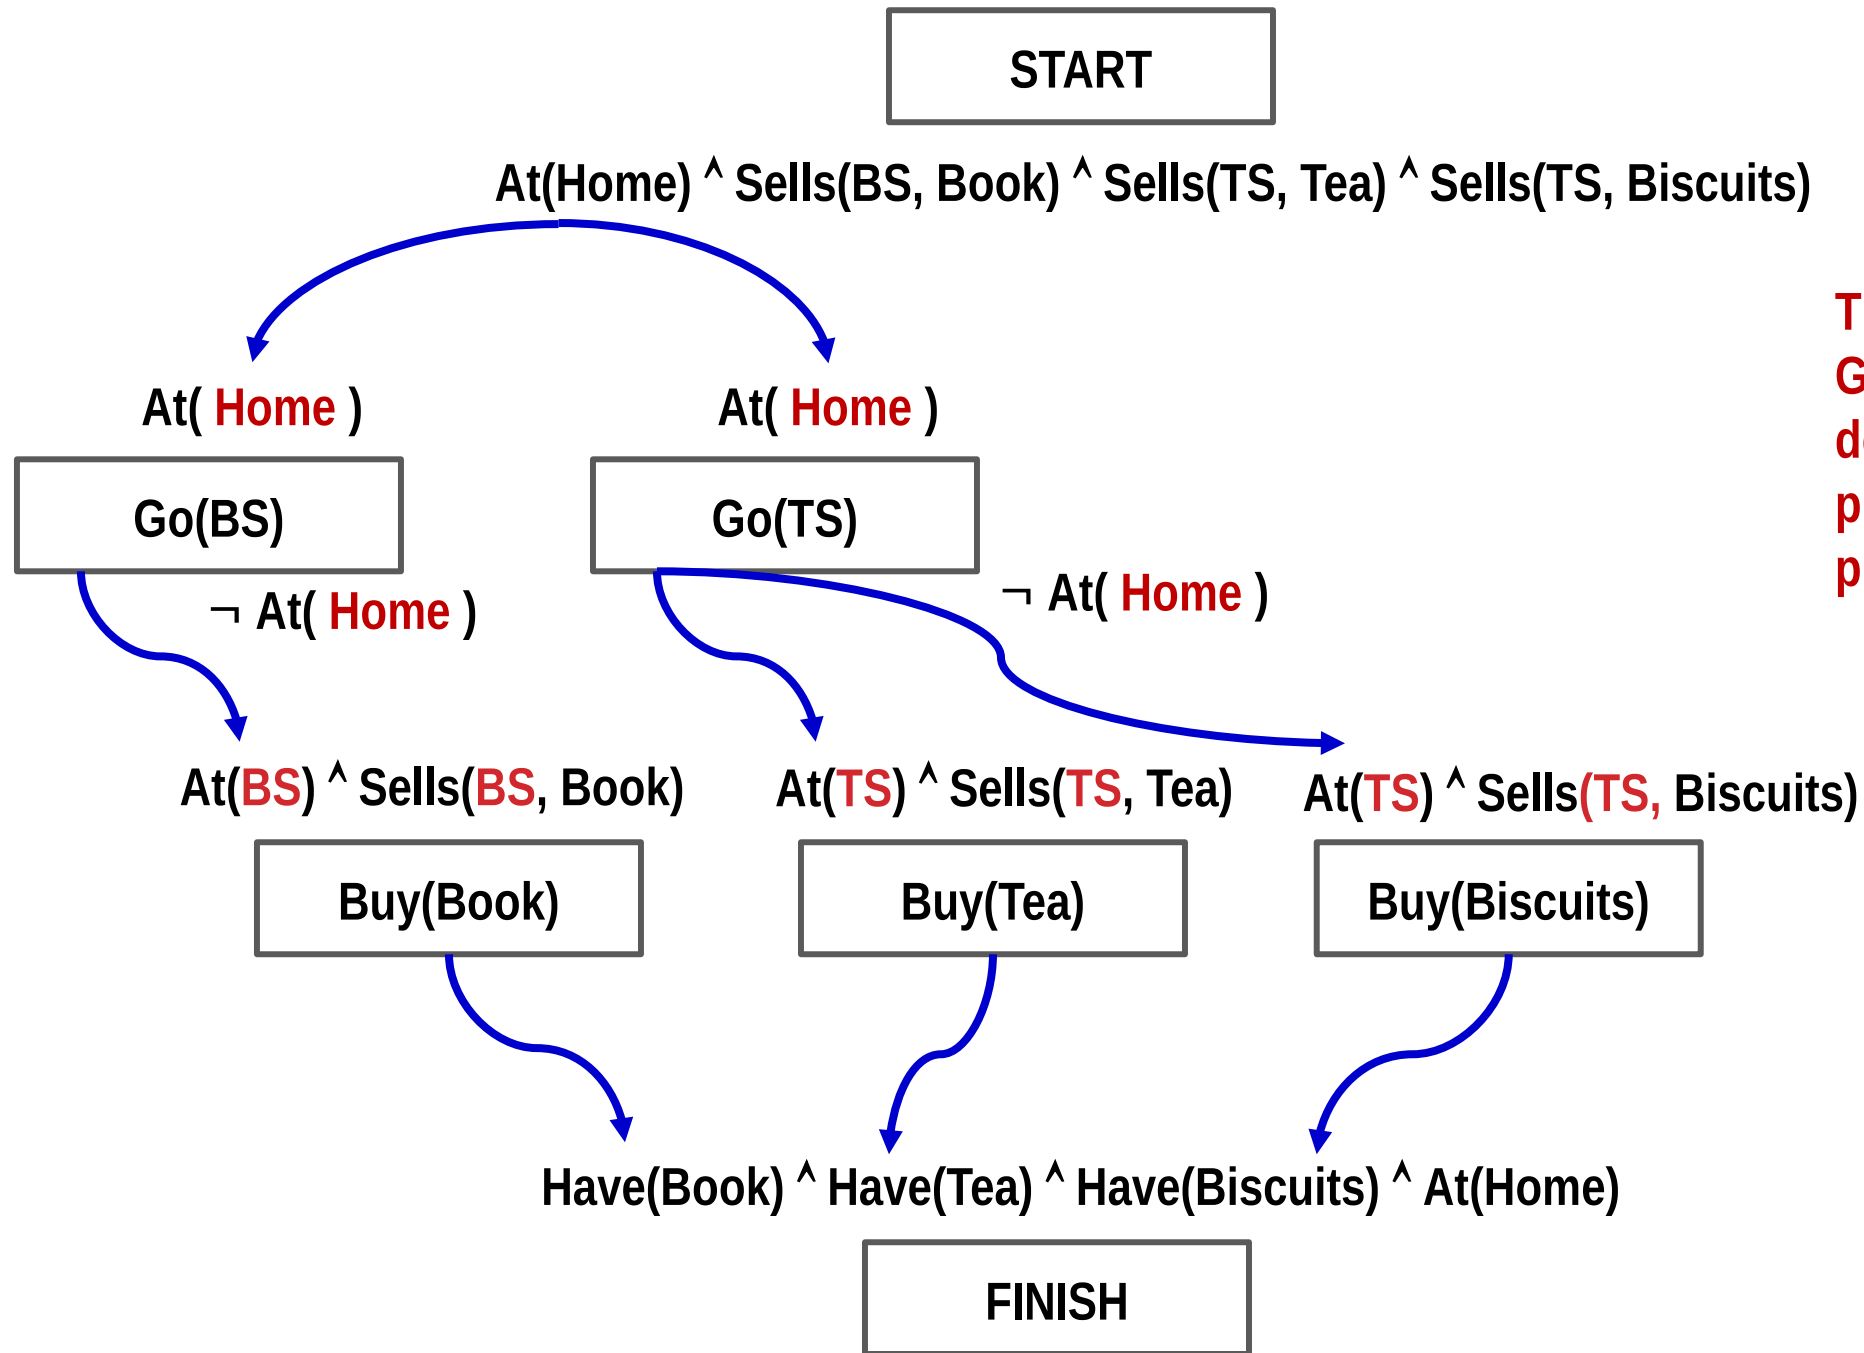 START
At(Home) ^ Sells(BS, Book) ^ Sells(TS, Tea) ^ Sells(TS, Biscuits)
At( Home )
At( Home )
Go(BS)
Go(TS)
¬ At( Home )
¬ At( Home )
At(BS) ^ Sells(BS, Book)
At(TS) ^ Sells(TS, Tea)
At(TS) ^ Sells(TS, Biscuits)
Buy(Book)
Buy(Tea)
Buy(Biscuits)
Have(Book) ^ Have(Tea) ^ Have(Biscuits) ^ At(Home)
FINISH